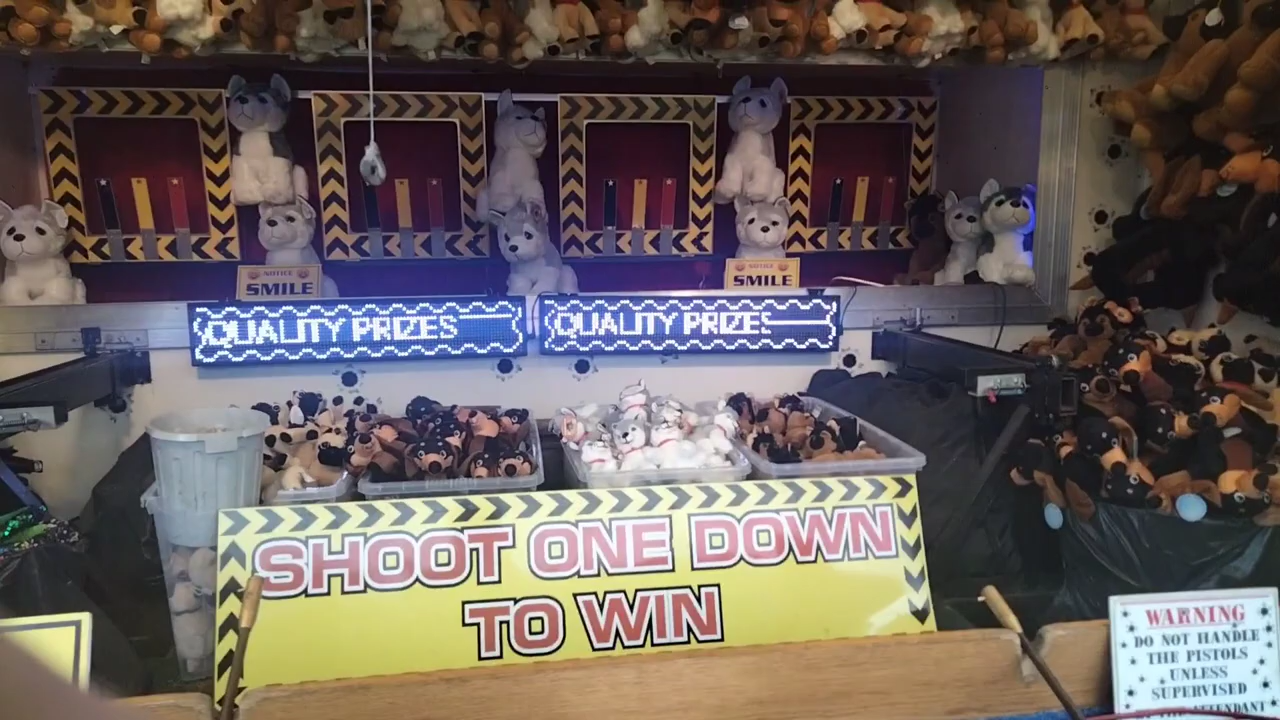 NOTICE
SMILE
NOTICE
SMILE
QUALITY PRIZES
QUALITY PRIZES
SHOOT ONE DOWN
TO WIN
WARNING
DO NOT HANDLE
THE PISTOLS
UNLESS
SUPERVISED
ATTENDANT